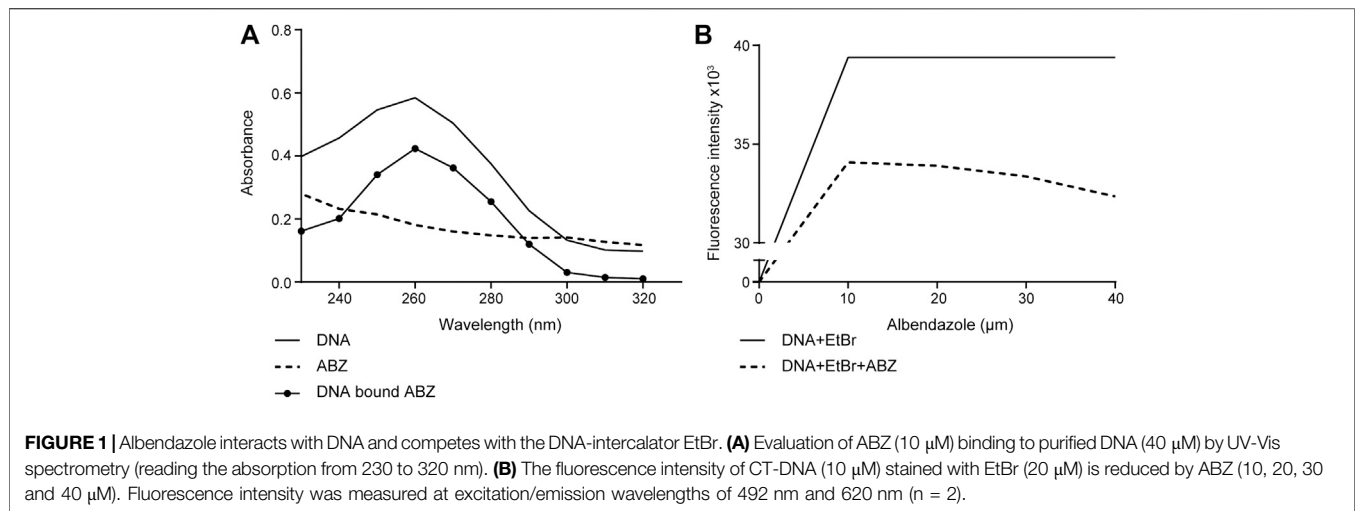 A
0.8
0.6
0.4
0.2
0.0
Absorbance
240 260 280 300 320
Wavelength (nm)
DNA
ABZ
DNA bound ABZ
B
40
35
30
0
Fluorescence intensity x10³
0 10 20 30 40
Albendazole (µm)
DNA+EtBr
DNA+EtBr+ABZ
FIGURE 1 | Albendazole interacts with DNA and competes with the DNA-intercalator EtBr. (A) Evaluation of ABZ (10 μM) binding to purified DNA (40 μM) by UV-Vis
spectrometry (reading the absorption from 230 to 320 nm). (B) The fluorescence intensity of CT-DNA (10 μM) stained with EtBr (20 μM) is reduced by ABZ (10, 20, 30
and 40 μM). Fluorescence intensity was measured at excitation/emission wavelengths of 492 nm and 620 nm (n = 2).